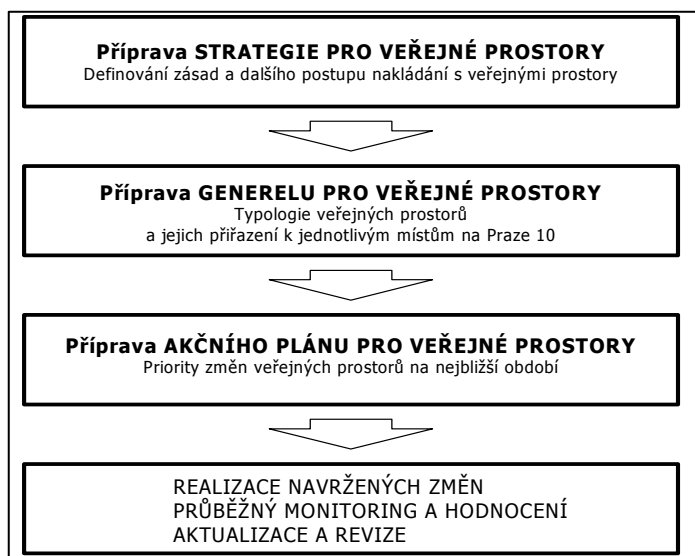 Příprava STRATEGIE PRO VEŘEJNÉ PROSTORY
Definování zásad a dalšího postupu nakládání s veřejnými prostory
Příprava GENERELU PRO VEŘEJNÉ PROSTORY
Typologie veřejných prostorů
a jejich přiřazení k jednotlivým místům na Praze 10
Příprava AKČNÍHO PLÁNU PRO VEŘEJNÉ PROSTORY
Priority změn veřejných prostorů na nejbližší období
REALIZACE NAVRŽENÝCH ZMĚN
PRŮBĚŽNÝ MONITORING A HODNOCENÍ
AKTUALIZACE A REVIZE